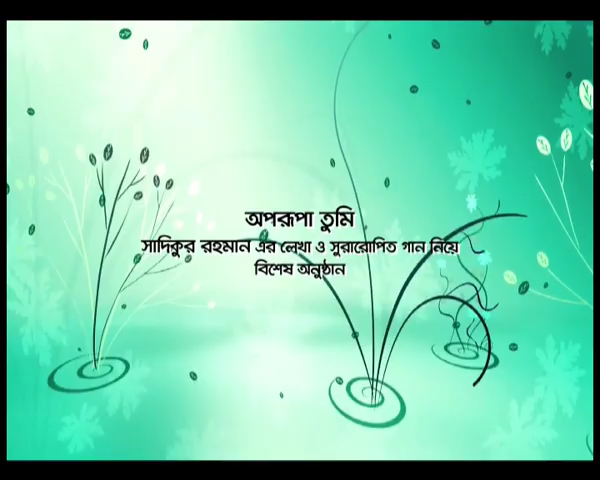 অপরূপা তুমি
সাদিকুর রহমান এর লেখা ও সুরারোপিত গান নিয়ে
বিশেষ অনুষ্ঠান